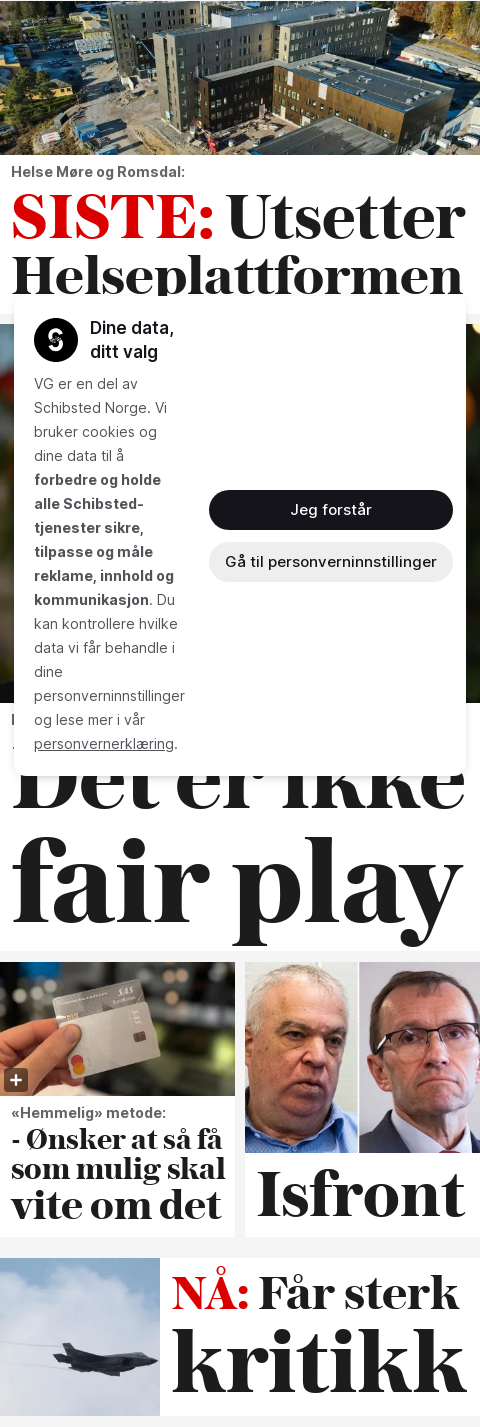 Helse Møre og Romsdal:
SISTE: Utsetter
Helseplattformen
Dine data,
ditt valg
VG er en del av
Schibsted Norge. Vi
bruker cookies og
dine data til å
forbedre og holde
alle Schibsted-
tjenester sikre,
tilpasse og måle
reklame, innhold og
kommunikasjon. Du
kan kontrollere hvilke
data vi får behandle i
dine
personverninnstillinger
og lese mer i vår
personvernerklæring.
Jeg forstår
Gå til personverninnstillinger
Det er ikke
fair play
SAS
«Hemmelig» metode:
- Ønsker at så få
som mulig skal
vite om det
Isfront
NÅ: Får sterk
kritikk